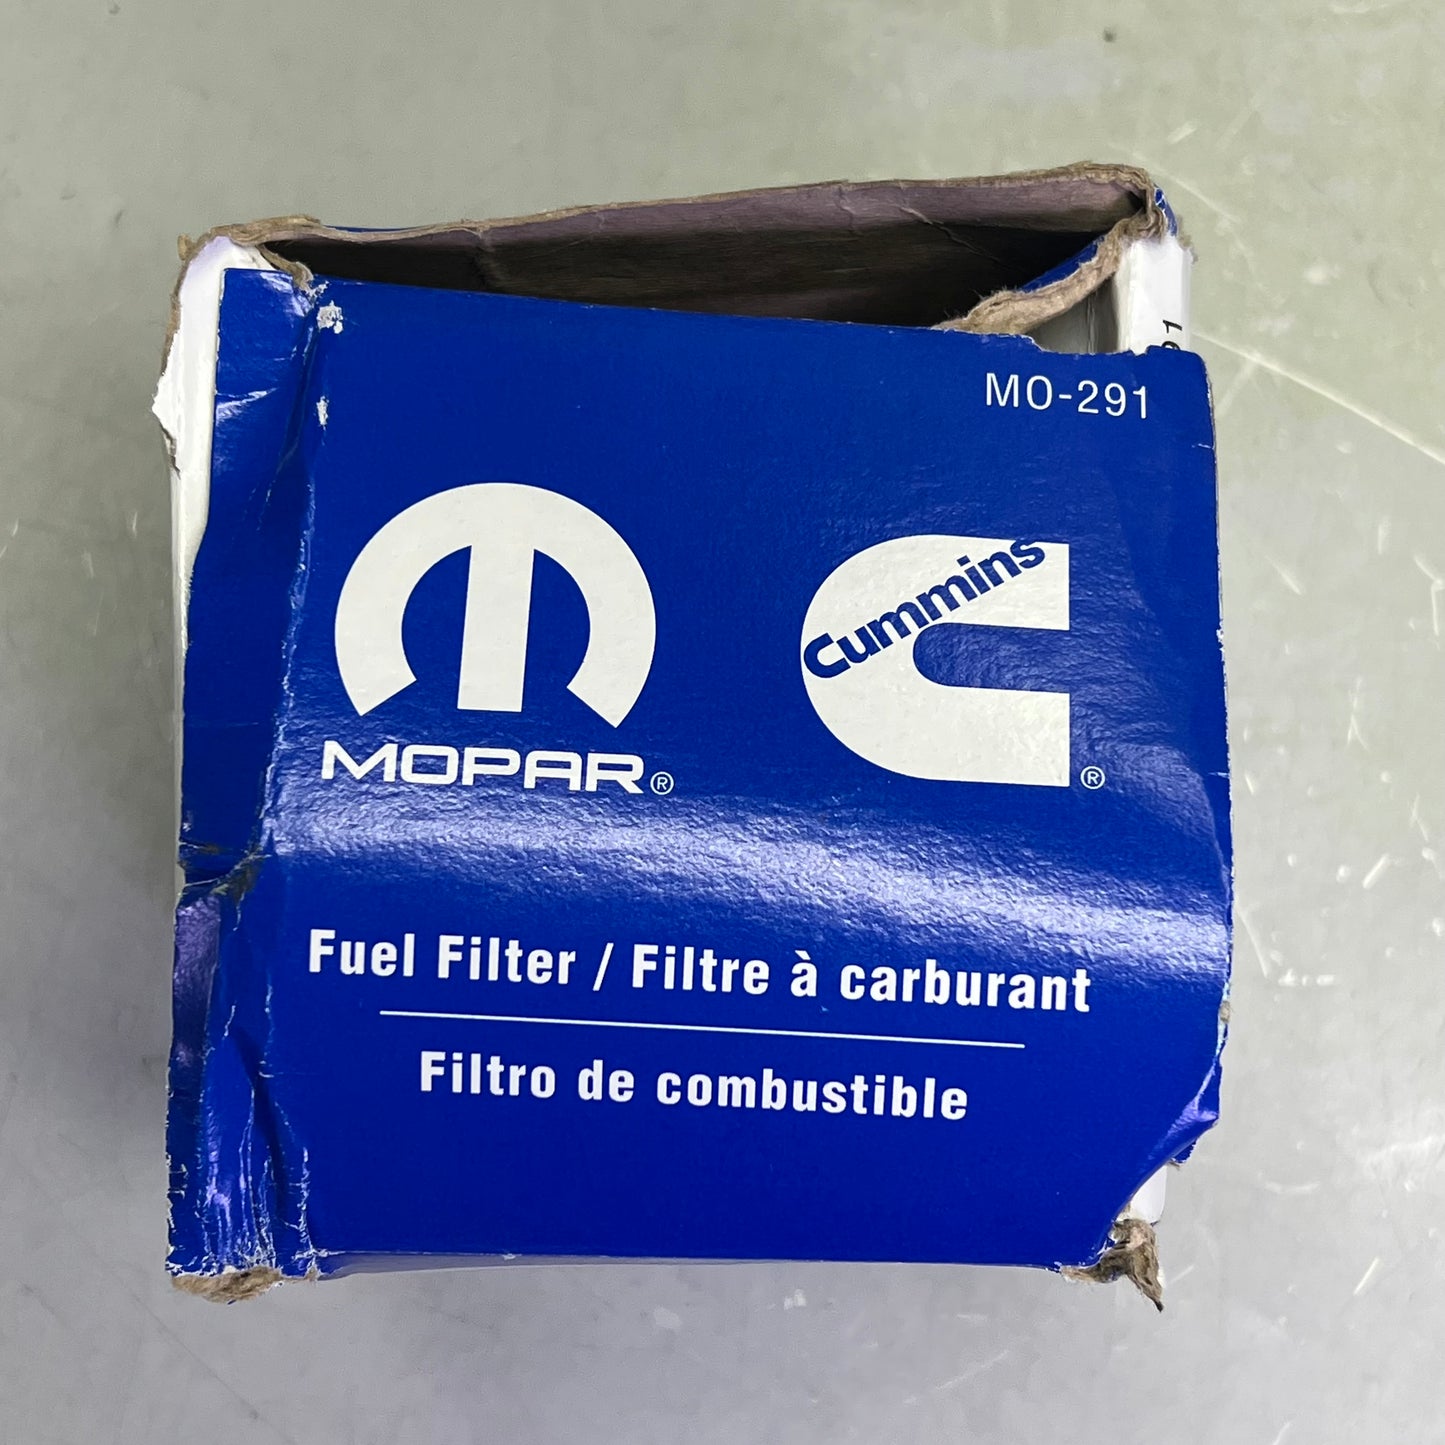 MO-291
Cummins
MOPAR®
®
Fuel Filter / Filtre à carburant
Filtro de combustible